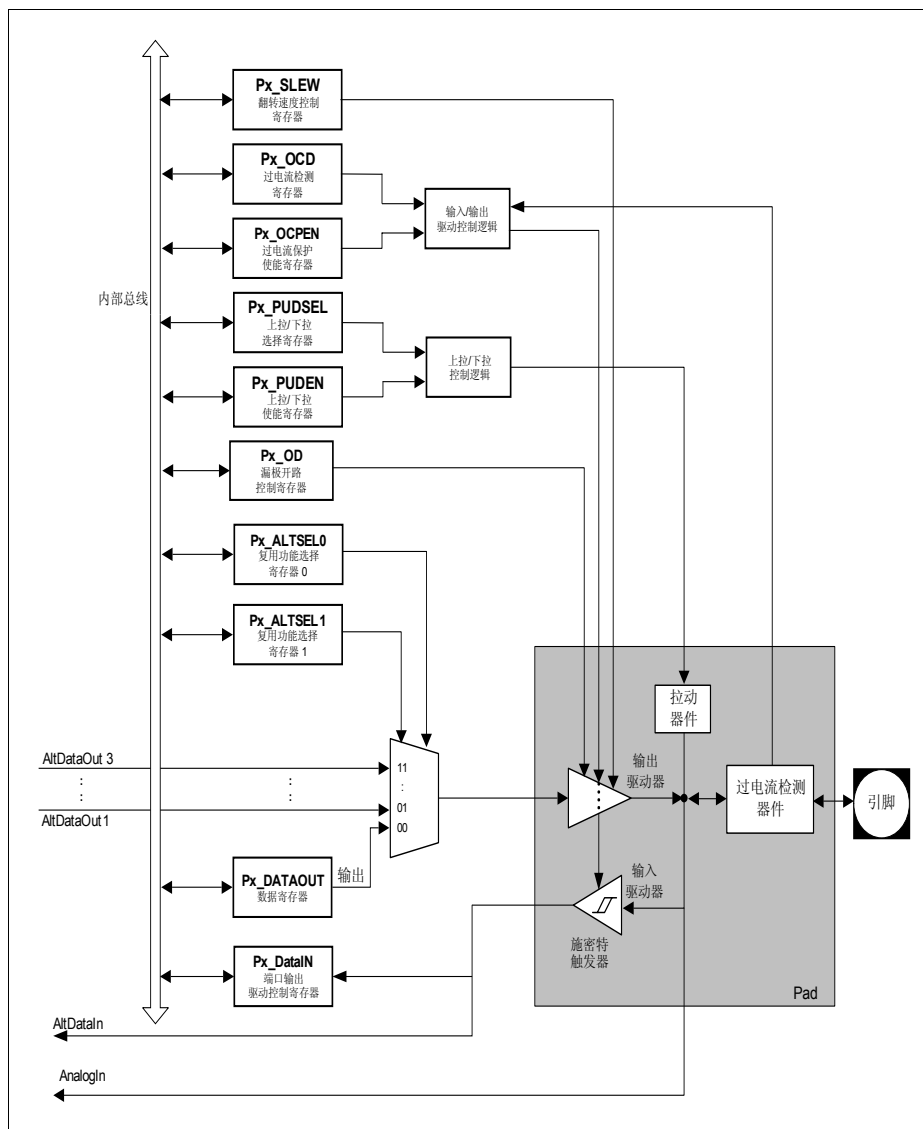 Px_SLEW
翻转速度控制
寄存器
Px_OCD
过电流检测
寄存器
输入/输出
驱动控制逻辑
Px_OCPEN
过电流保护
使能寄存器
内部总线
Px_PUDSEL
上拉/下拉
选择寄存器
上拉/下拉
控制逻辑
Px_PUDEN
上拉/下拉
使能寄存器
Px_OD
漏极开路
控制寄存器
Px_ALTSEL0
复用功能选择
寄存器 0
Px_ALTSEL1
复用功能选择
寄存器 1
拉动
器件
AltDataOut 3
11
:
01
00
AltDataOut 1
输出
驱动器
过电流检测
器件
引脚
Px_DATAOUT
数据寄存器
输出
输入
驱动器
施密特
触发器
Px_DataIN
端口输出
驱动控制寄存器
Pad
AltDataIn
AnalogIn